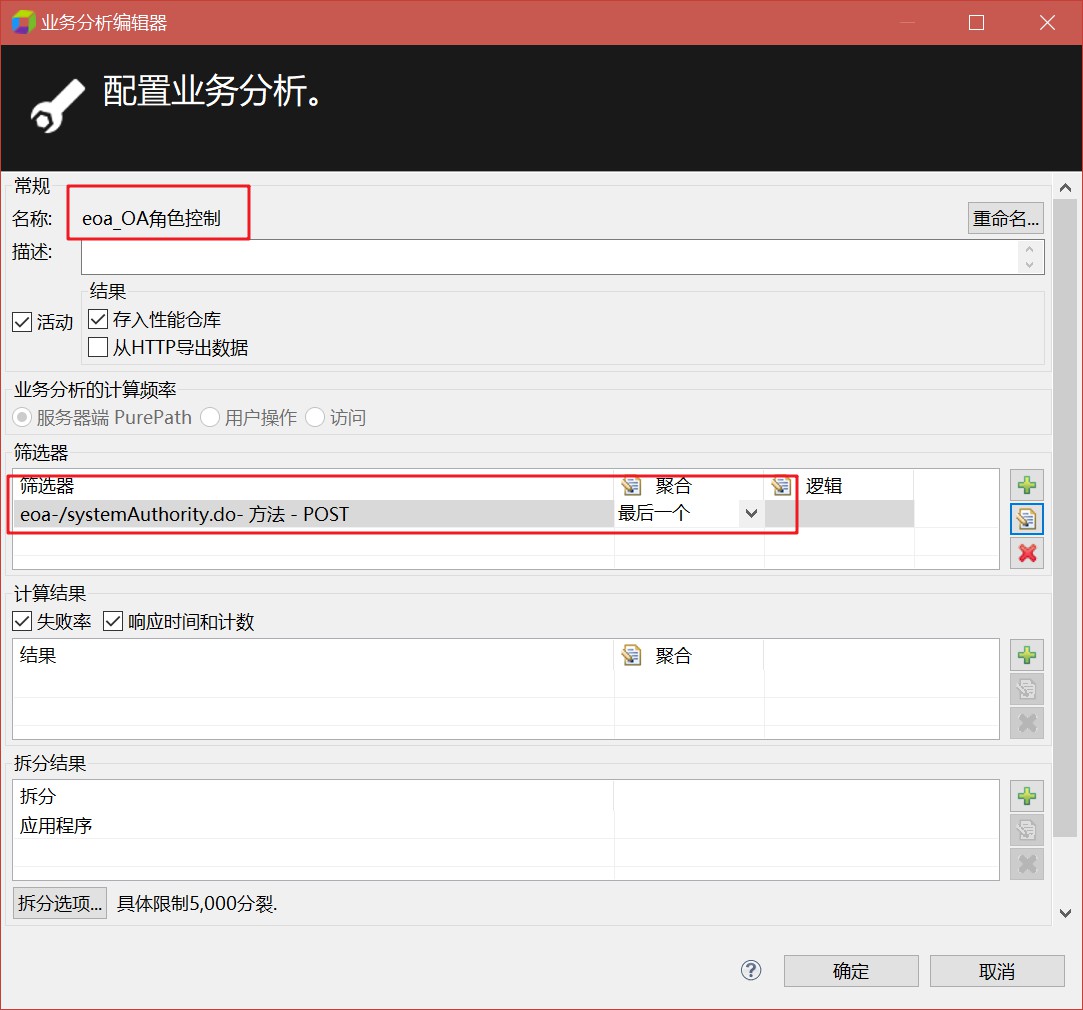 业务分析编辑器
配置业务分析。
常规
名称: eoa_OA角色控制 重命名...
描述:
结果
活动 存入性能仓库
从HTTP导出数据
业务分析的计算频率
服务器端 PurePath 用户操作 访问
筛选器
筛选器 聚合 逻辑
eoa-/systemAuthority.do- 方法 - POST 最后一个
计算结果
失败率 响应时间和计数
结果 聚合
拆分结果
拆分
应用程序
拆分选项... 具体限制5,000分裂.
? 确定 取消